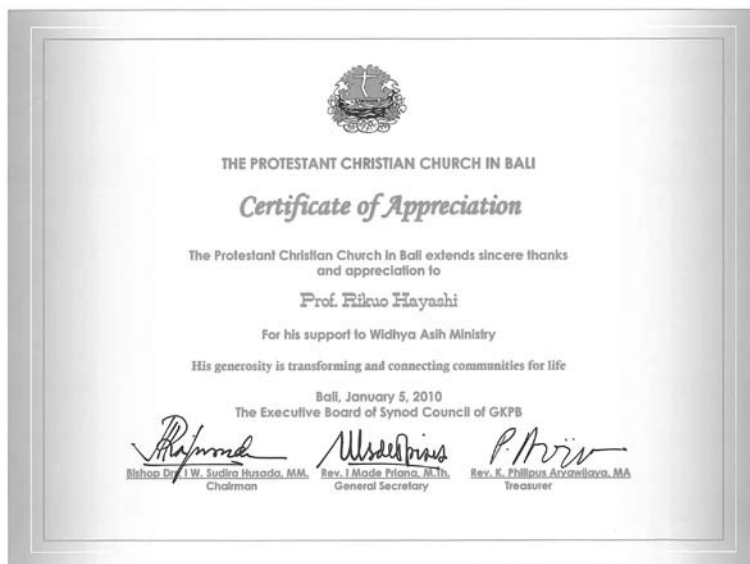 THE PROTESTANT CHRISTIAN CHURCH IN BALI
Certificate of Appreciation
The Protestant Christian Church in Bali extends sincere thanks
and appreciation to
Prof. Rikuo Hayashi
For his support to Widhya Asih Ministry
His generosity is transforming and connecting communities for life
Bali, January 5, 2010
The Executive Board of Synod Council of GKPB
Bishop Drs. I W. Sudira Husada, MM. Rev. I Made Priana, M.Th. Rev. K. Philipus Aryawijaya, MA
Chairman General Secretary Treasurer